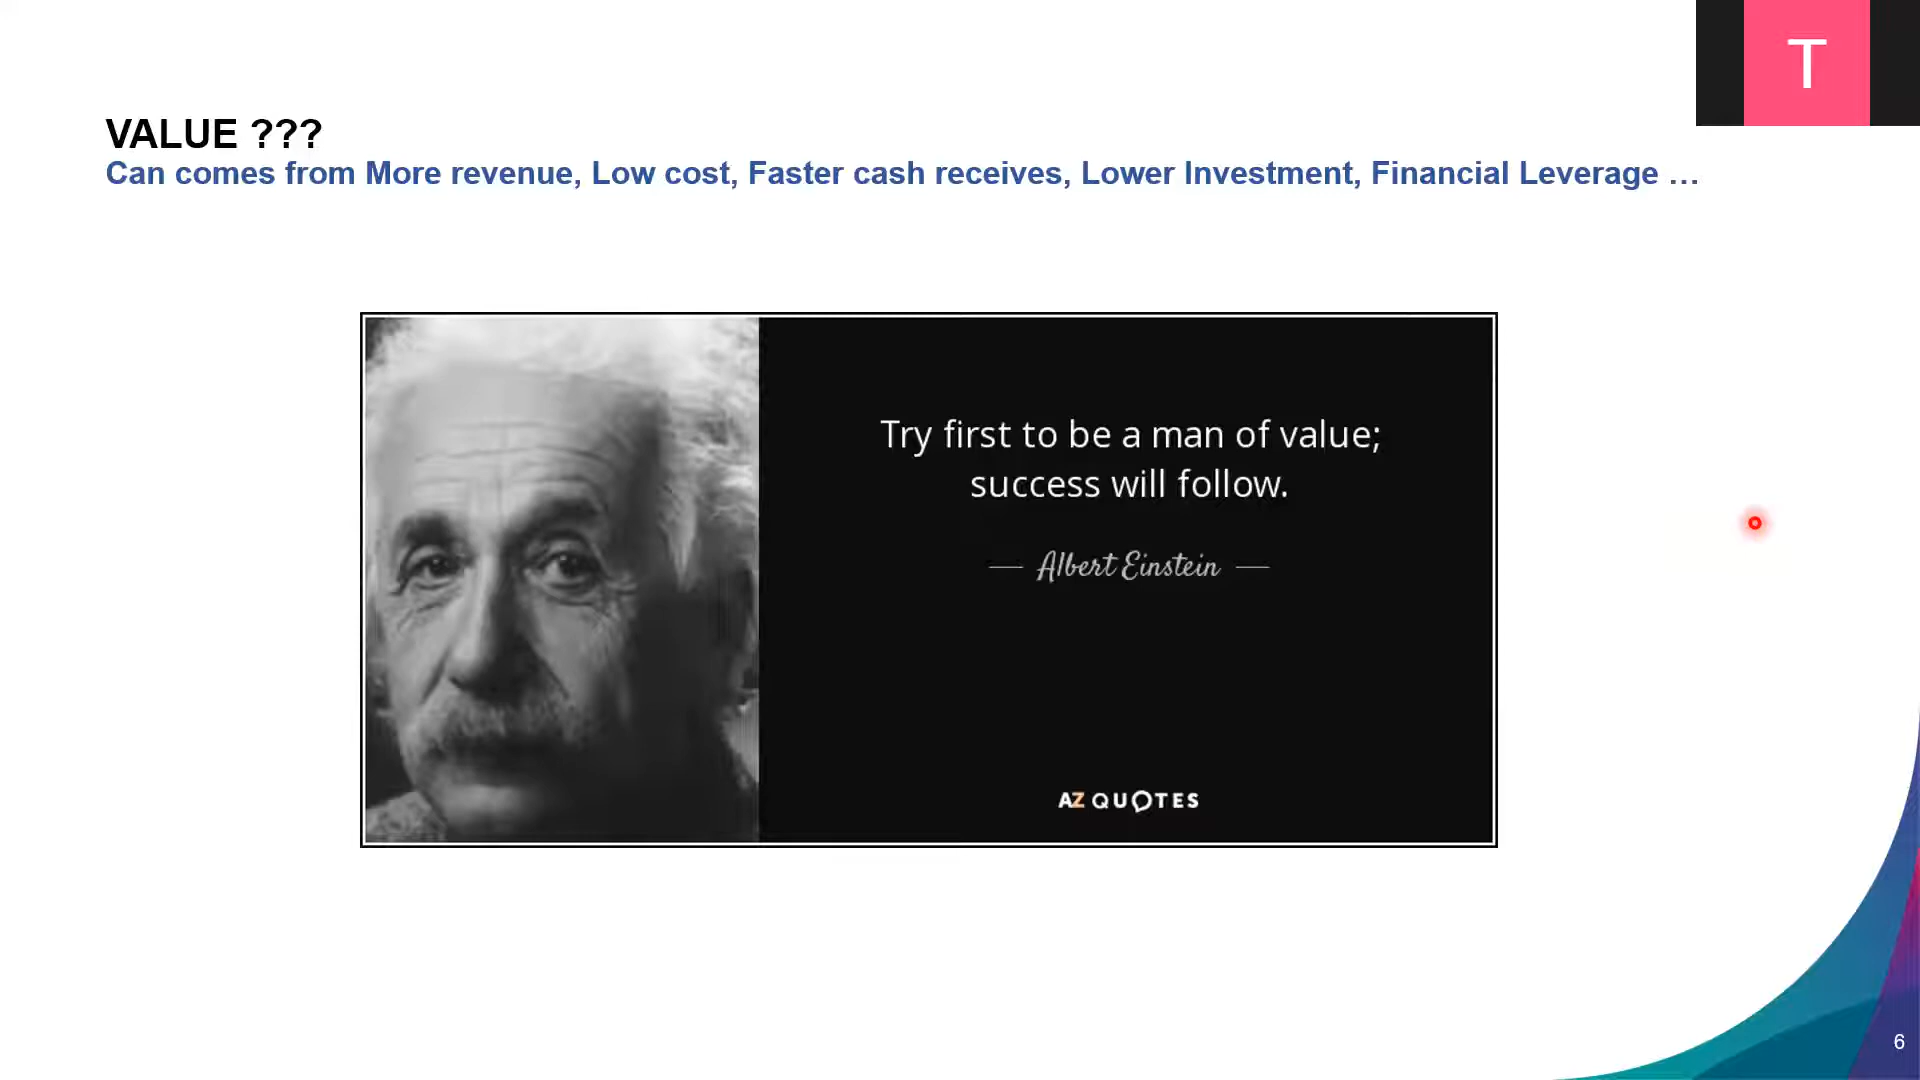 T
VALUE ???
Can comes from More revenue, Low cost, Faster cash receives, Lower Investment, Financial Leverage …
Try first to be a man of value;
success will follow.
Albert Einstein
AZ QUOTES
6